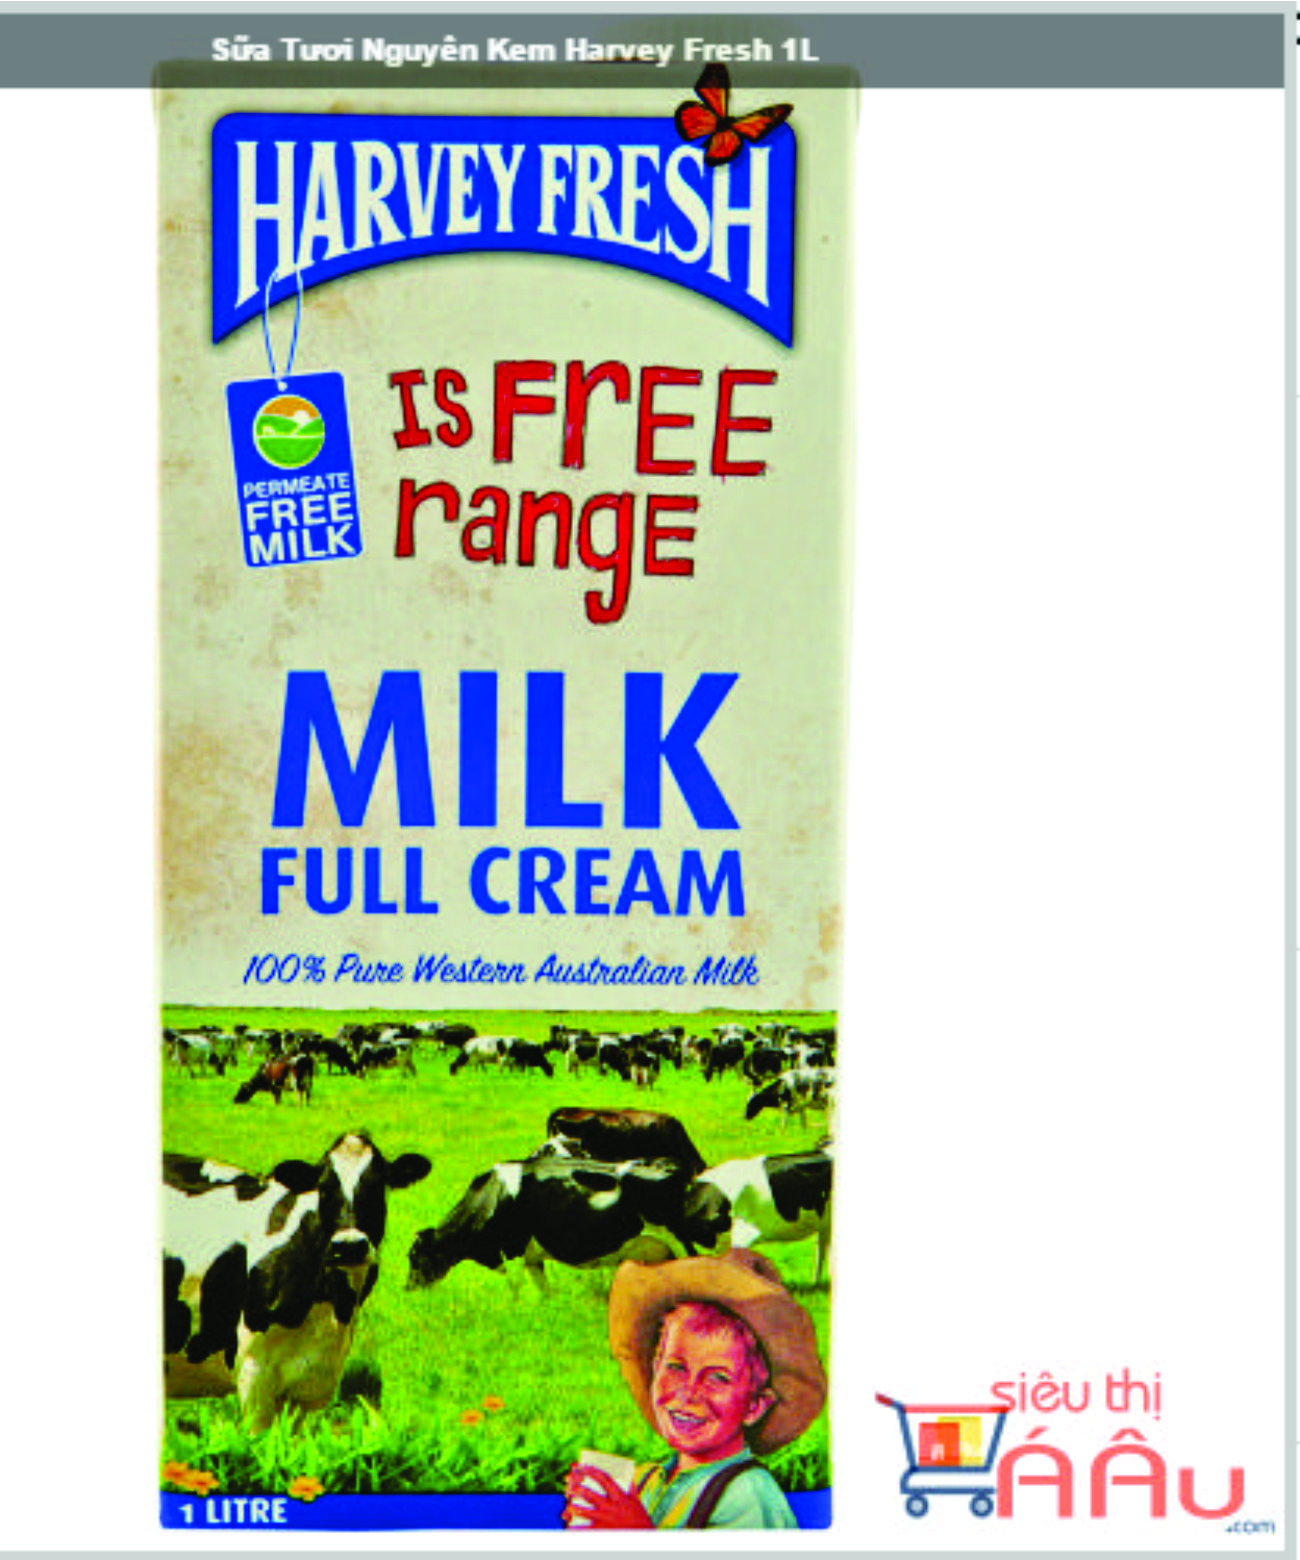 Sữa Tươi Nguyên Kem Harvey Fresh 1L
HARVEY FRESH
IS FrEE
rangE
PERMEATE
FREE
MILK
MILK
FULL CREAM
100% Pure Western Australian Milk
1 LITRE
siêu thị
Á Âu
.com